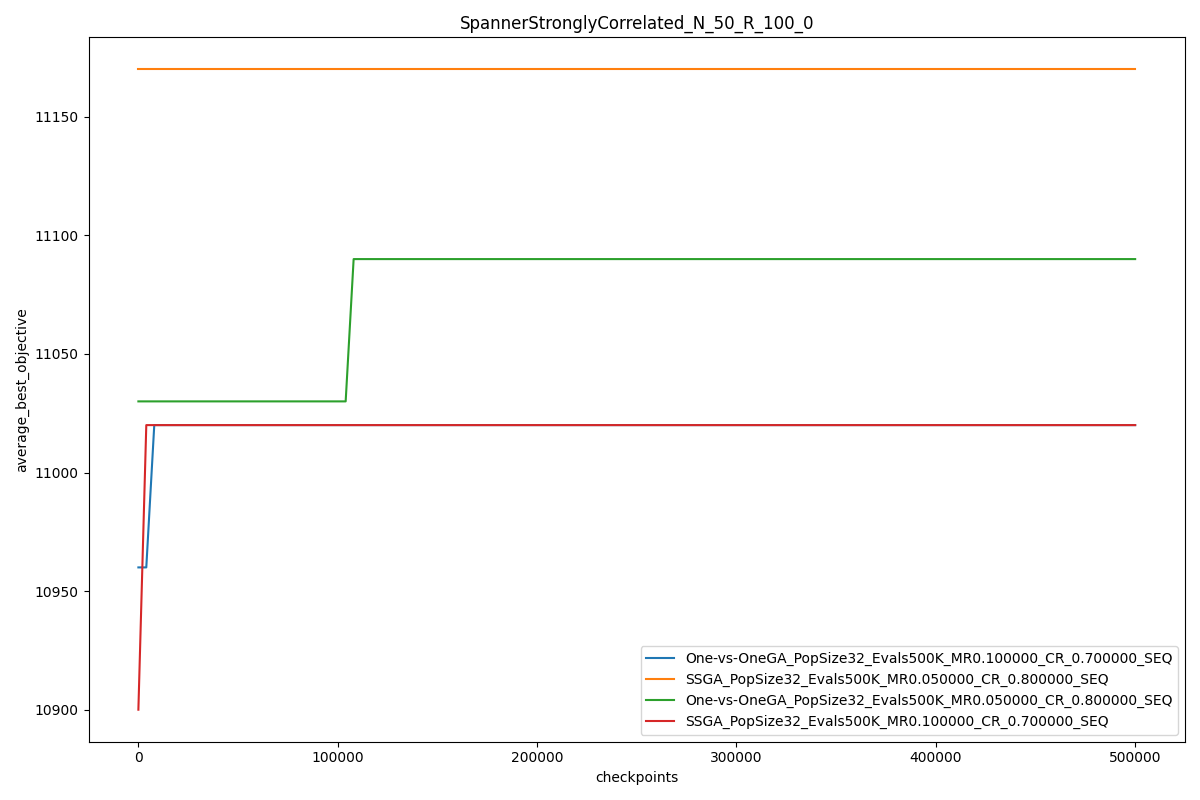 SpannerStronglyCorrelated_N_50_R_100_0
average_best_objective
11150
11100
11050
11000
10950
10900
0
100000
200000
300000
400000
500000
checkpoints
One-vs-OneGA_PopSize32_Evals500K_MR0.100000_CR_0.700000_SEQ
SSGA_PopSize32_Evals500K_MR0.050000_CR_0.800000_SEQ
One-vs-OneGA_PopSize32_Evals500K_MR0.050000_CR_0.800000_SEQ
SSGA_PopSize32_Evals500K_MR0.100000_CR_0.700000_SEQ